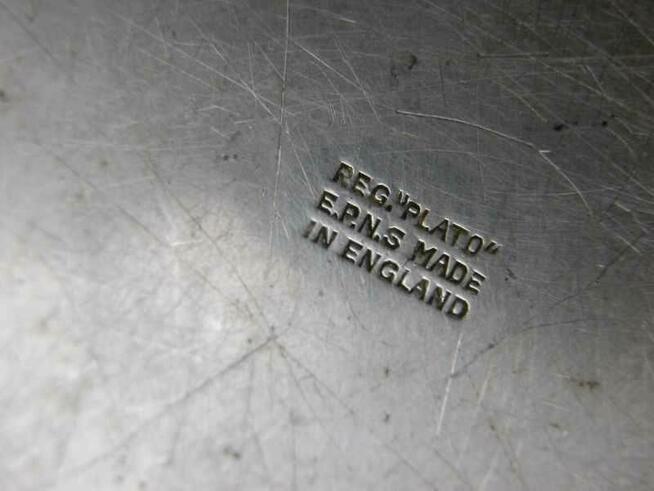 REG. "PLATO"
E.P.N.S MADE
IN ENGLAND